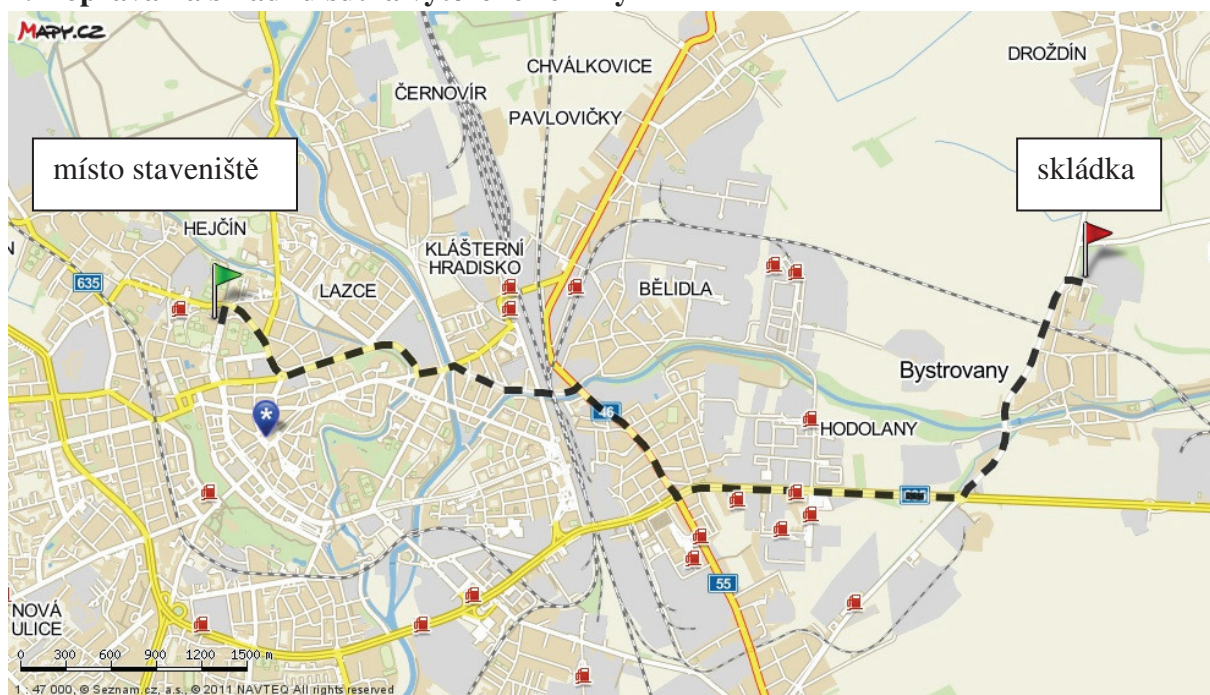 MAPY.CZ
DROŽDÍN
CHVÁLKOVICE
ČERNOVÍR
PAVLOVIČKY
místo staveniště
skládka
HEJČÍN
KLÁŠTERNÍ
HRADISKO
635
LAZCE
BĚLIDLA
Bystrovany
46
HODOLANY
55
NOVÁ
ULICE
0 300 600 900 1200 1500 m
1 : 47 000, © Seznam.cz, a.s., © 2011 NAVTEQ All rights reserved